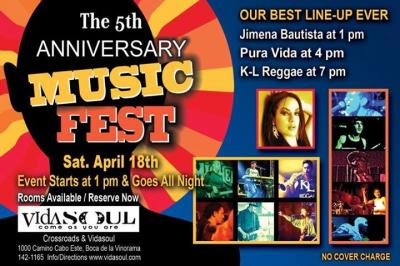 The 5th
ANNIVERSARY
MUSIC
FEST
Sat. April 18th
Event Starts at 1 pm & Goes All Night
Rooms Available / Reserve Now
VIDASOUL
come as you are
Crossroads & Vidasoul
1000 Camino Cabo Este, Boca de la Vinorama
142-1165 Info/Directions www.vidasoul.com
OUR BEST LINE-UP EVER
Jimena Bautista at 1 pm
Pura Vida at 4 pm
K-L Reggae at 7 pm
KL
REGGAE
NO COVER CHARGE